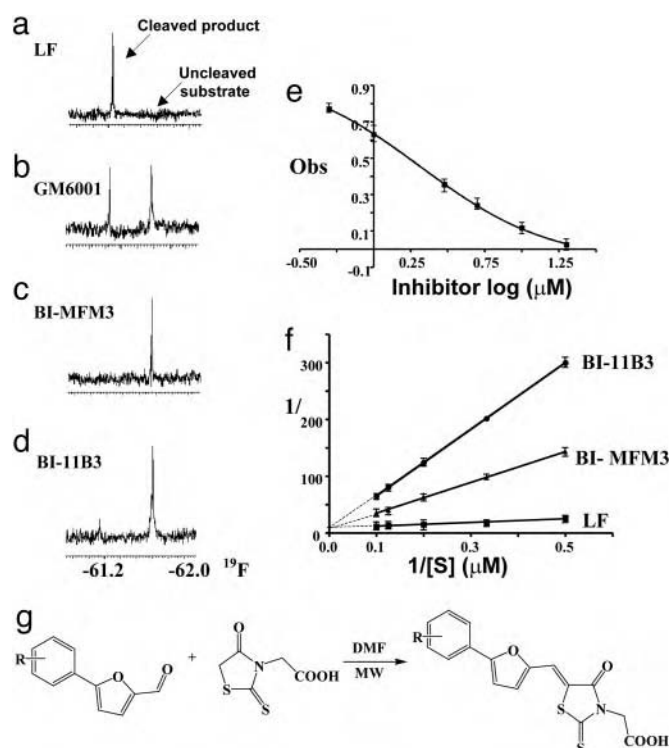 a
LF
Cleaved product
Uncleaved
substrate
b
GM6001
c
BI-MFM3
d
BI-11B3
-61.2 -62.0 19F
e
0.9
0.7
Obs 0.5
0.3
0.1
-0.50 -0.1 0.25 0.75 1.25
Inhibitor log (μM)
f
300
1/
200
100
0
0.0 0.1 0.5
1/[S] (μM)
BI-11B3
BI- MFM3
LF
g
R
O
O
+
O
N
COOH
S
S
DMF
MW
R
O
O
S
N
S
COOH